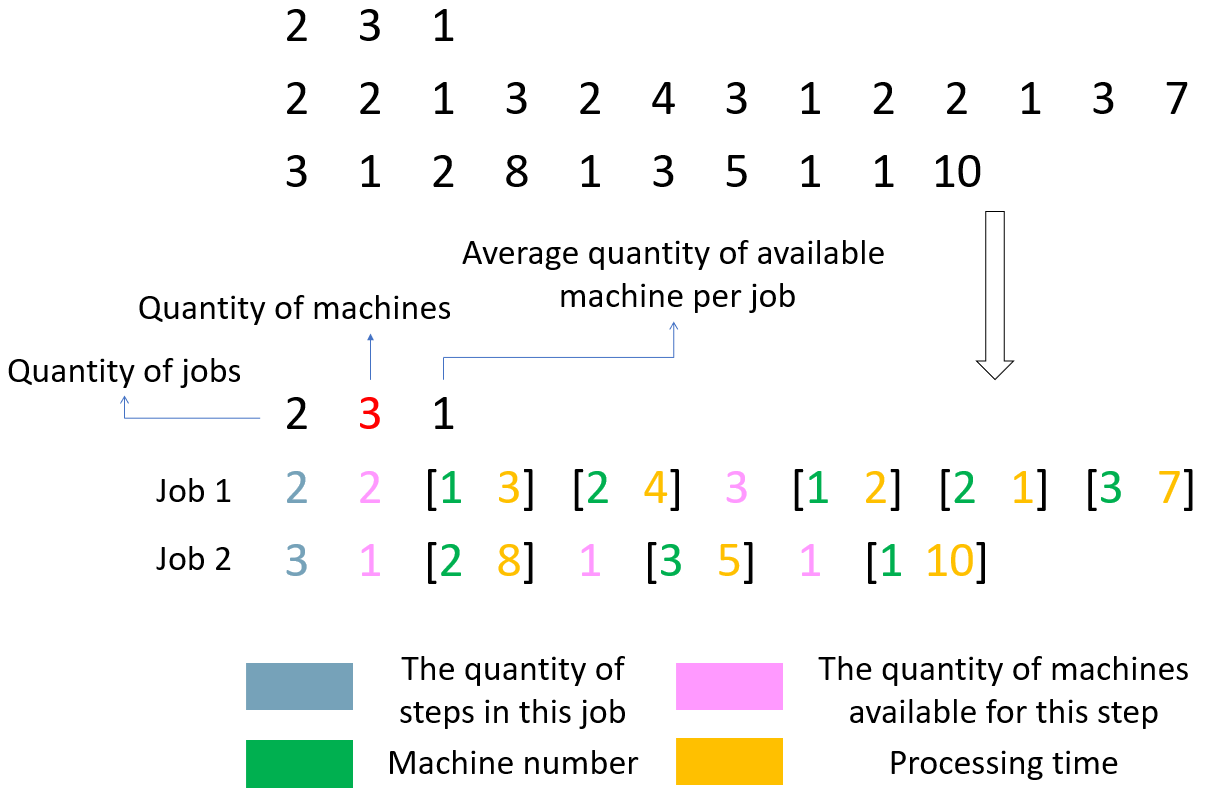 2 3 1
2 2 1 3 2 4 3 1 2 2 1 3 7
3 1 2 8 1 3 5 1 1 10
Average quantity of available
machine per job
Quantity of machines
Quantity of jobs
2 3 1
Job 1 2 2 [1 3] [2 4] 3 [1 2] [2 1] [3 7]
Job 2 3 1 [2 8] 1 [3 5] 1 [1 10]
The quantity of
steps in this job
The quantity of machines
available for this step
Machine number
Processing time